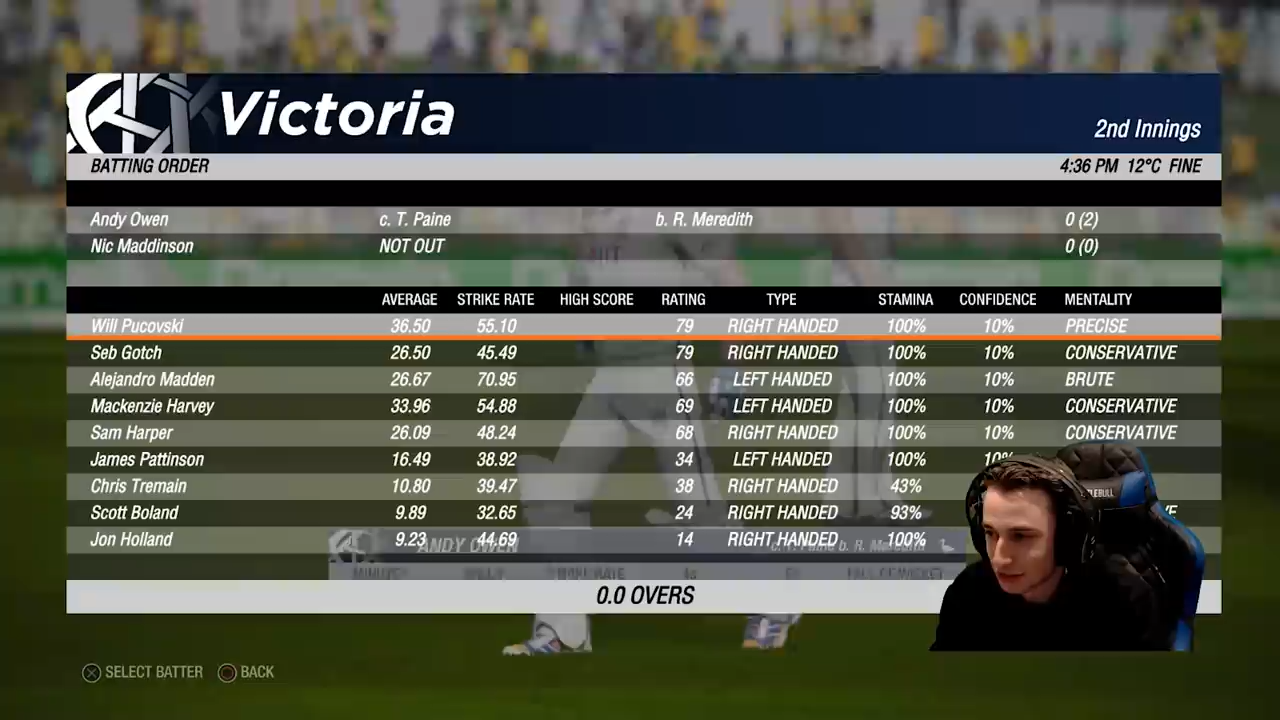 Victoria
2nd Innings
BATTING ORDER 4:36 PM 12°C FINE
Andy Owen c. T. Paine b. R. Meredith 0 (2)
Nic Maddinson NOT OUT 0 (0)
AVERAGE STRIKE RATE HIGH SCORE RATING TYPE STAMINA CONFIDENCE MENTALITY
Will Pucovski 36.50 55.10 79 RIGHT HANDED 100% 10% PRECISE
Seb Gotch 26.50 45.49 79 RIGHT HANDED 100% 10% CONSERVATIVE
Alejandro Madden 26.67 70.95 66 LEFT HANDED 100% 10% BRUTE
Mackenzie Harvey 33.96 54.88 69 LEFT HANDED 100% 10% CONSERVATIVE
Sam Harper 26.09 48.24 68 RIGHT HANDED 100% 10% CONSERVATIVE
James Pattinson 16.49 38.92 34 LEFT HANDED 100% 10%
Chris Tremain 10.80 39.47 38 RIGHT HANDED 43%
Scott Boland 9.89 32.65 24 RIGHT HANDED 93%
Jon Holland 9.23 44.69 14 RIGHT HANDED 100%
ANDY OWEN c. T. Paine b. R. Meredith
0.0 OVERS
SELECT BATTER BACK